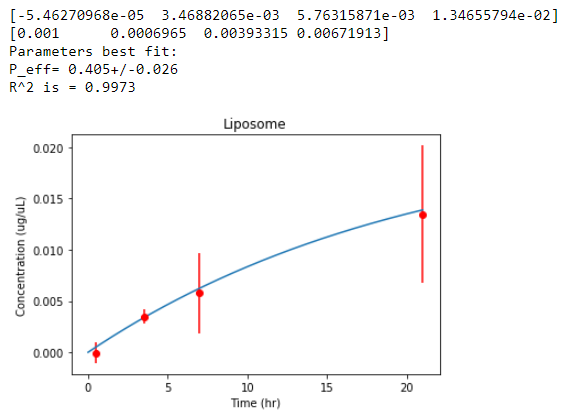 [-5.46270968e-05  3.46882065e-03  5.76315871e-03  1.34655794e-02]
[0.001      0.0006965  0.00393315 0.00671913]
Parameters best fit:
P_eff= 0.405+/-0.026
R^2 is = 0.9973
Liposome
0.020
0.015
0.010
0.005
0.000
Concentration (ug/uL)
0 5 10 15 20
Time (hr)